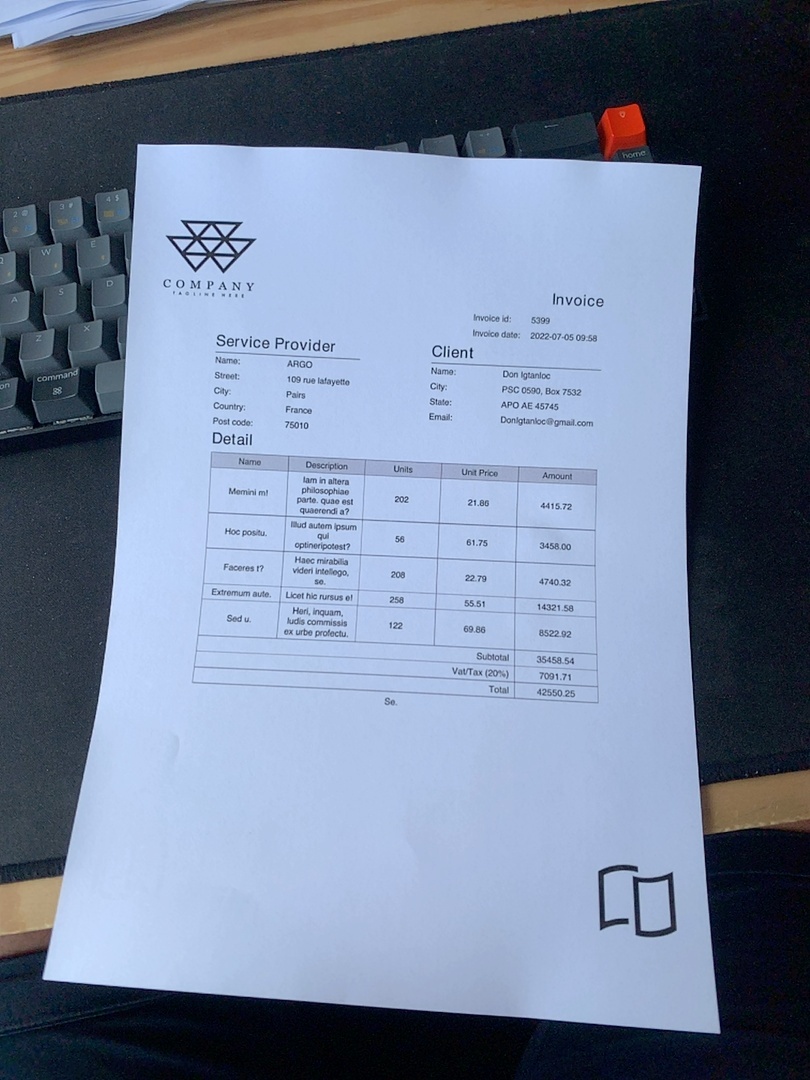 COMPANY
TAGLINE HERE
Invoice
Invoice id: 5399
Invoice date: 2022-07-05 09:58
Service Provider
Name: ARGO
Street: 109 rue lafayette
City: Pairs
Country: France
Post code: 75010
Client
Name: Don Igtanloc
City: PSC 0590, Box 7532
State: APO AE 45745
Email: DonIgtanloc@gmail.com
Detail
Name Description Units Unit Price Amount
Memini m! Iam in altera philosophiae parte. quae est quaerendi a? 202 21.86 4415.72
Hoc positu. Illud autem ipsum qui optineripotest? 56 61.75 3458.00
Faceres t? Haec mirabilia videri intellego, se. 208 22.79 4740.32
Extremum aute. Licet hic rursus e! 258 55.51 14321.58
Sed u. Heri, inquam, ludis commissis ex urbe profectu. 122 69.86 8522.92
Subtotal 35458.54
Vat/Tax (20%) 7091.71
Total 42550.25
Se.
2 @
3 #
4 $
W
E
A
S
D
Z
X
command
⌘
home